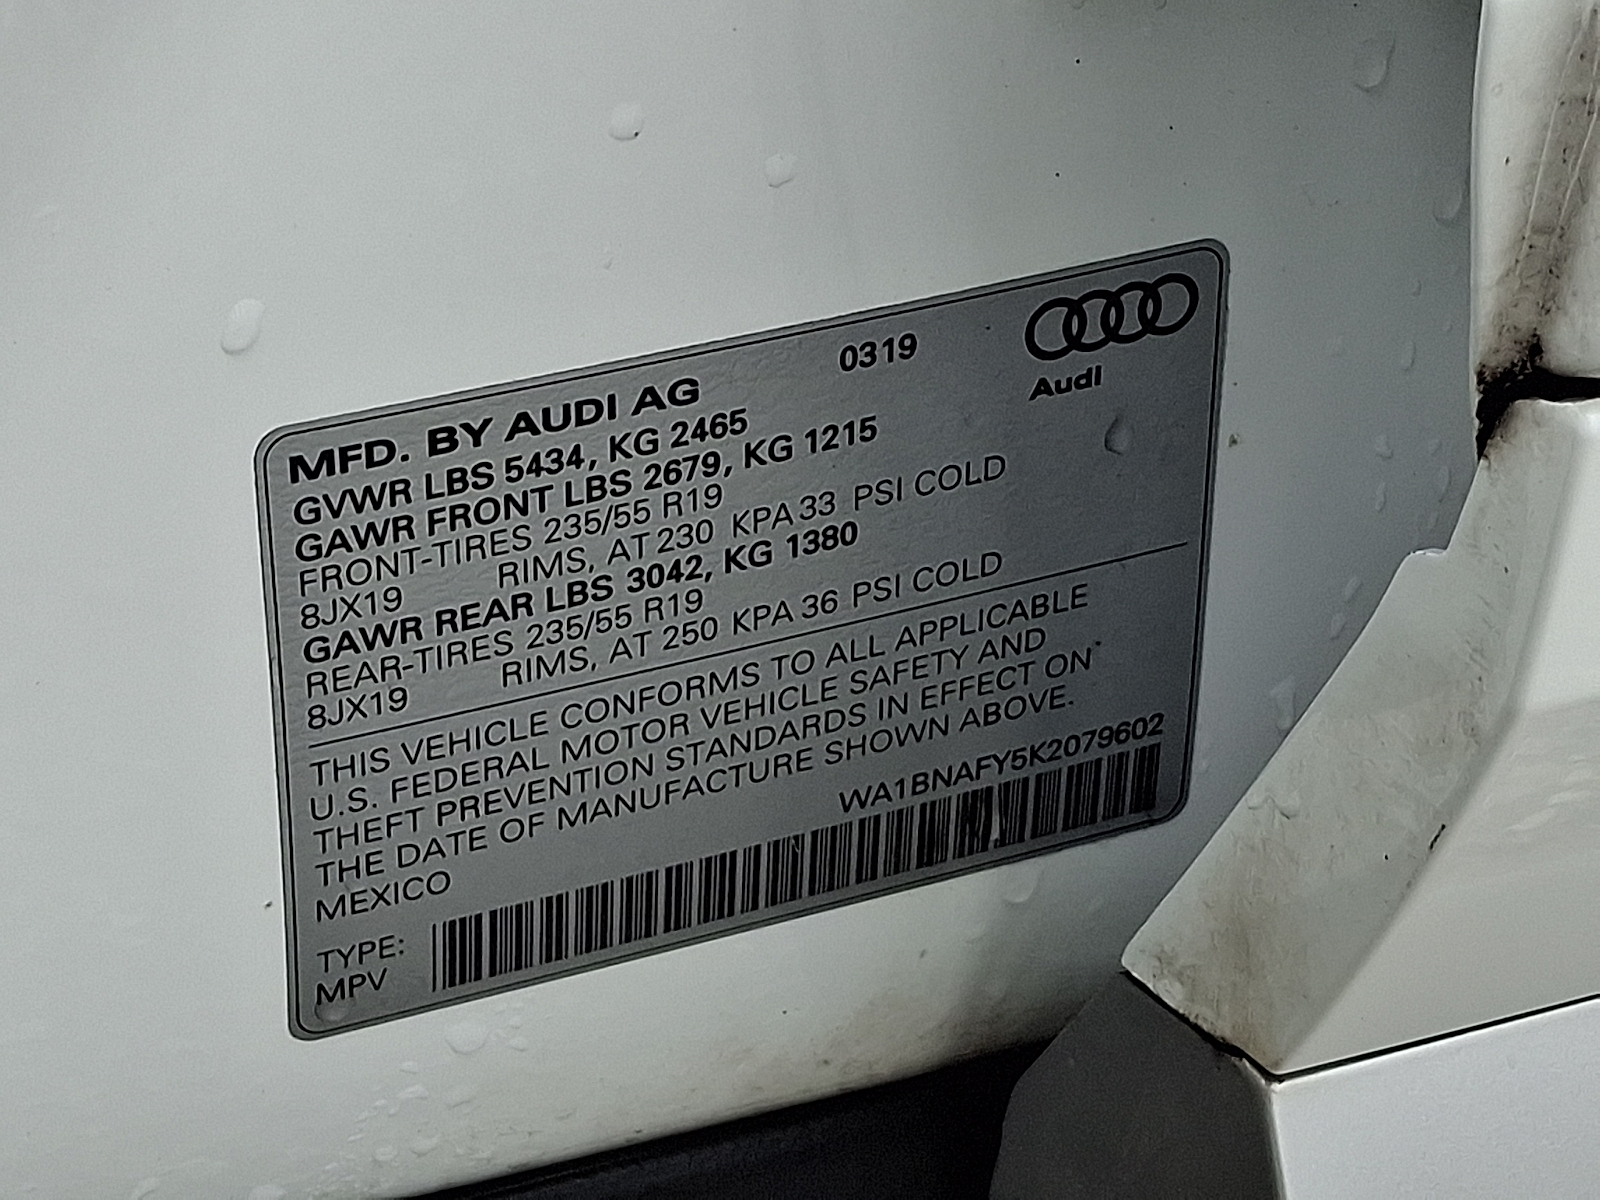 MFD. BY AUDI AG 0319
Audi
GVWR LBS 5434, KG 2465
GAWR FRONT LBS 2679, KG 1215
FRONT-TIRES 235/55 R19
8JX19 RIMS, AT 230 KPA 33 PSI COLD
GAWR REAR LBS 3042, KG 1380
REAR-TIRES 235/55 R19
8JX19 RIMS, AT 250 KPA 36 PSI COLD
THIS VEHICLE CONFORMS TO ALL APPLICABLE
U.S. FEDERAL MOTOR VEHICLE SAFETY AND
THEFT PREVENTION STANDARDS IN EFFECT ON
THE DATE OF MANUFACTURE SHOWN ABOVE.
MEXICO WA1BNAFY5K2079602
TYPE:
MPV